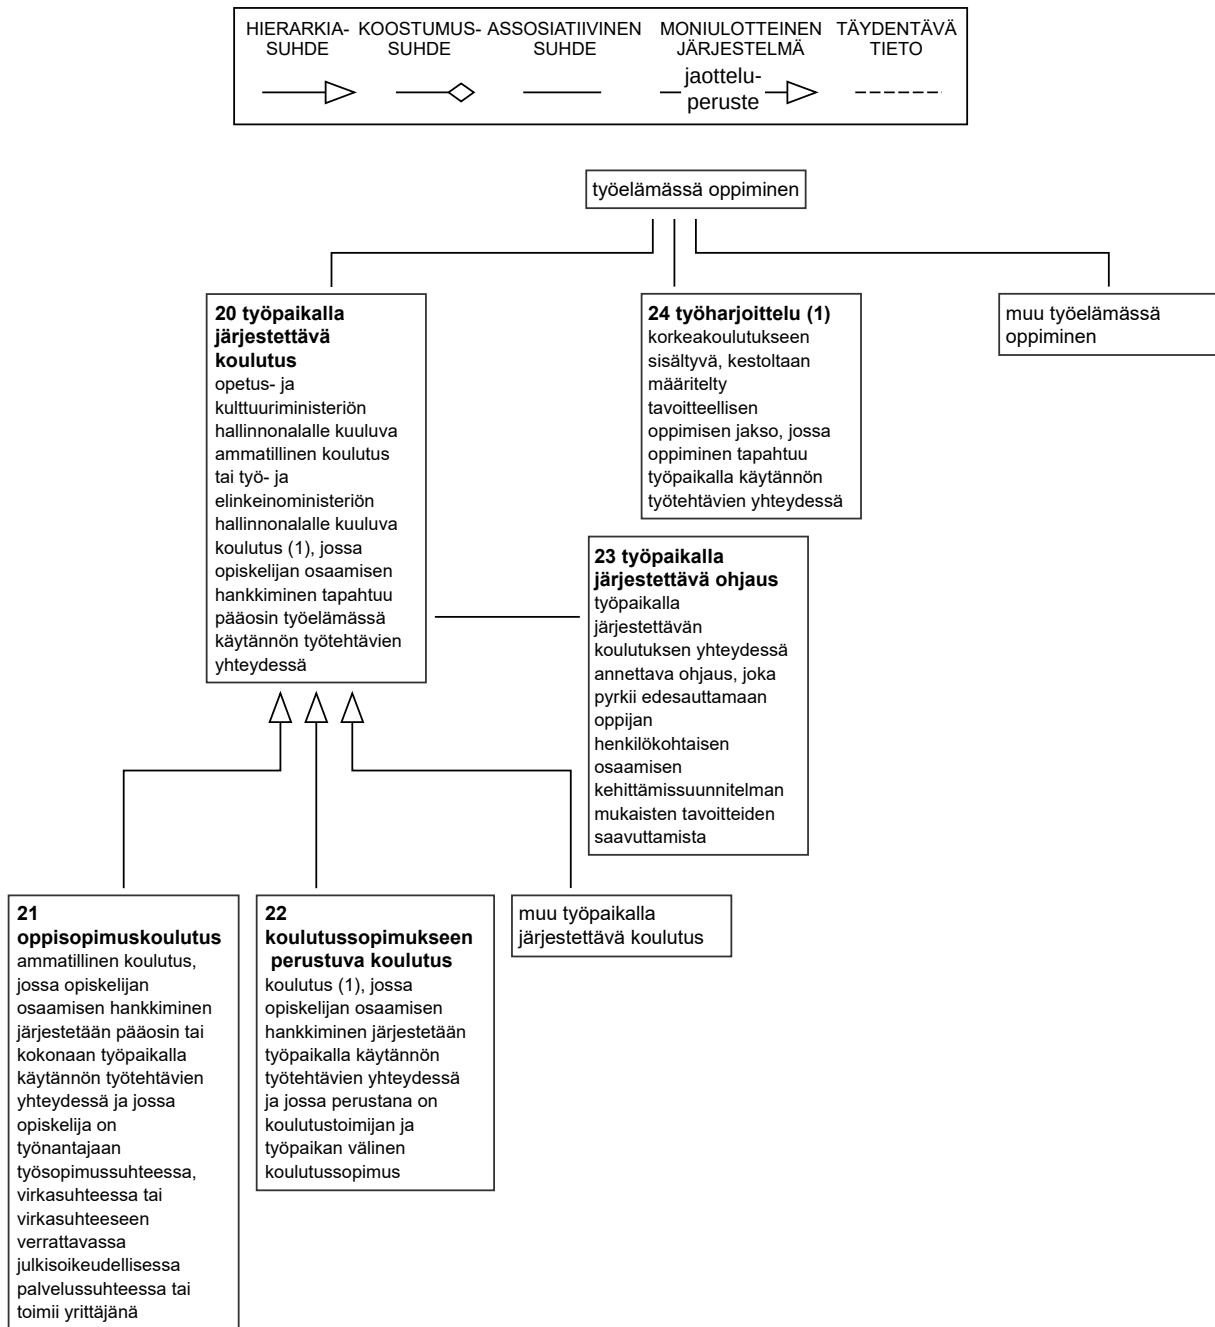 HIERARKIA-
SUHDE
KOOSTUMUS-
SUHDE
ASSOSIATIIVINEN
SUHDE
MONIULOTTEINEN
JÄRJESTELMÄ
jaottelu-
peruste
TÄYDENTÄVÄ
TIETO
työelämässä oppiminen
20 työpaikalla
järjestettävä
koulutus
opetus- ja
kulttuuriministeriön
hallinnonalalle kuuluva
ammatillinen koulutus
tai työ- ja
elinkeinoministeriön
hallinnonalalle kuuluva
koulutus (1), jossa
opiskelijan osaamisen
hankkiminen tapahtuu
pääosin työelämässä
käytännön työtehtävien
yhteydessä
24 työharjoittelu (1)
korkeakoulutukseen
sisältyvä, kestoltaan
määritelty
tavoitteellisen
oppimisen jakso, jossa
oppiminen tapahtuu
työpaikalla käytännön
työtehtävien yhteydessä
muu työelämässä
oppiminen
23 työpaikalla
järjestettävä ohjaus
työpaikalla
järjestettävän
koulutuksen yhteydessä
annettava ohjaus, joka
pyrkii edesauttamaan
oppijan
henkilökohtaisen
osaamisen
kehittämissuunnitelman
mukaisten tavoitteiden
saavuttamista
21
oppisopimuskoulutus
ammatillinen koulutus,
jossa opiskelijan
osaamisen hankkiminen
järjestetään pääosin tai
kokonaan työpaikalla
käytännön työtehtävien
yhteydessä ja jossa
opiskelija on
työnantajaan
työsopimussuhteessa,
virkasuhteessa tai
virkasuhteeseen
verrattavassa
julkisoikeudellisessa
palvelussuhteessa tai
toimii yrittäjänä
22
koulutussopimukseen
perustuva koulutus
koulutus (1), jossa
opiskelijan osaamisen
hankkiminen järjestetään
työpaikalla käytännön
työtehtävien yhteydessä
ja jossa perustana on
koulutustoimijan ja
työpaikan välinen
koulutussopimus
muu työpaikalla
järjestettävä koulutus